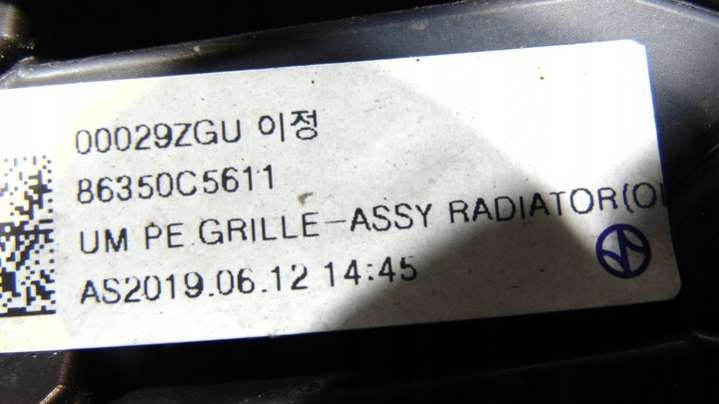 00029ZGU 이정
86350C5611
UM PE GRILLE-ASSY RADIATOR(O
AS2019.06.12 14:45